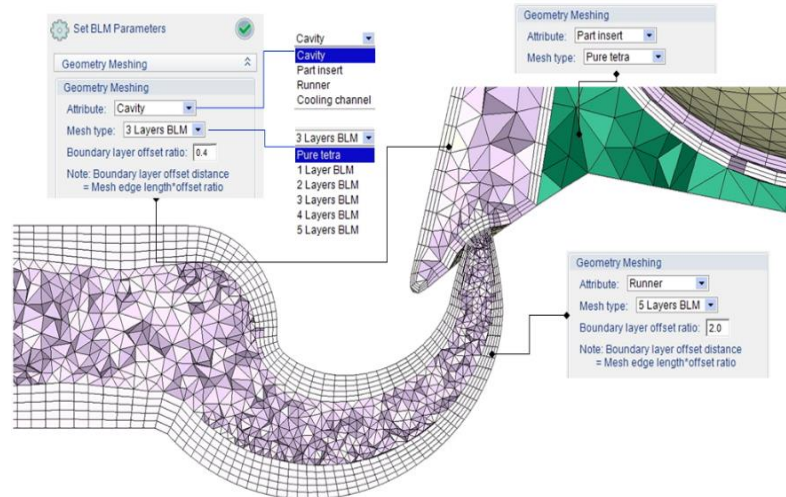 Set BLM Parameters
Geometry Meshing
Geometry Meshing
Attribute: Cavity
Mesh type: 3 Layers BLM
Boundary layer offset ratio: 0.4
Note: Boundary layer offset distance
= Mesh edge length*offset ratio
Cavity
Cavity
Part insert
Runner
Cooling channel
3 Layers BLM
Pure tetra
1 Layer BLM
2 Layers BLM
3 Layers BLM
4 Layers BLM
5 Layers BLM
Geometry Meshing
Attribute: Part insert
Mesh type: Pure tetra
Geometry Meshing
Attribute: Runner
Mesh type: 5 Layers BLM
Boundary layer offset ratio: 2.0
Note: Boundary layer offset distance
= Mesh edge length*offset ratio